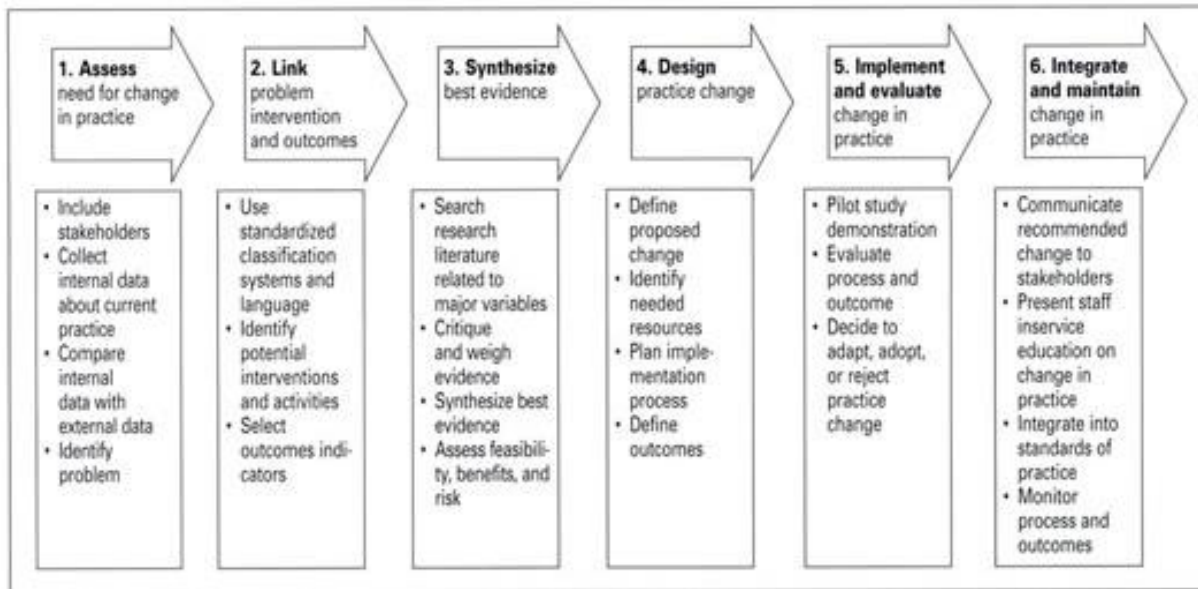 1. Assess
need for change
in practice
2. Link
problem
intervention
and outcomes
3. Synthesize
best evidence
4. Design
practice change
5. Implement
and evaluate
change in
practice
6. Integrate
and maintain
change in
practice
• Include
stakeholders
• Collect
internal data
about current
practice
• Compare
internal
data with
external data
• Identify
problem
• Use
standardized
classification
systems and
language
• Identify
potential
interventions
and activities
• Select
outcomes indi-
cators
• Search
research
literature
related to
major variables
• Critique
and weigh
evidence
• Synthesize best
evidence
• Assess feasibili-
ty, benefits, and
risk
• Define
proposed
change
• Identify
needed
resources
• Plan imple-
mentation
process
• Define
outcomes
• Pilot study
demonstration
• Evaluate
process and
outcome
• Decide to
adapt, adopt,
or reject
practice
change
• Communicate
recommended
change to
stakeholders
• Present staff
inservice
education on
change in
practice
• Integrate into
standards of
practice
• Monitor
process and
outcomes